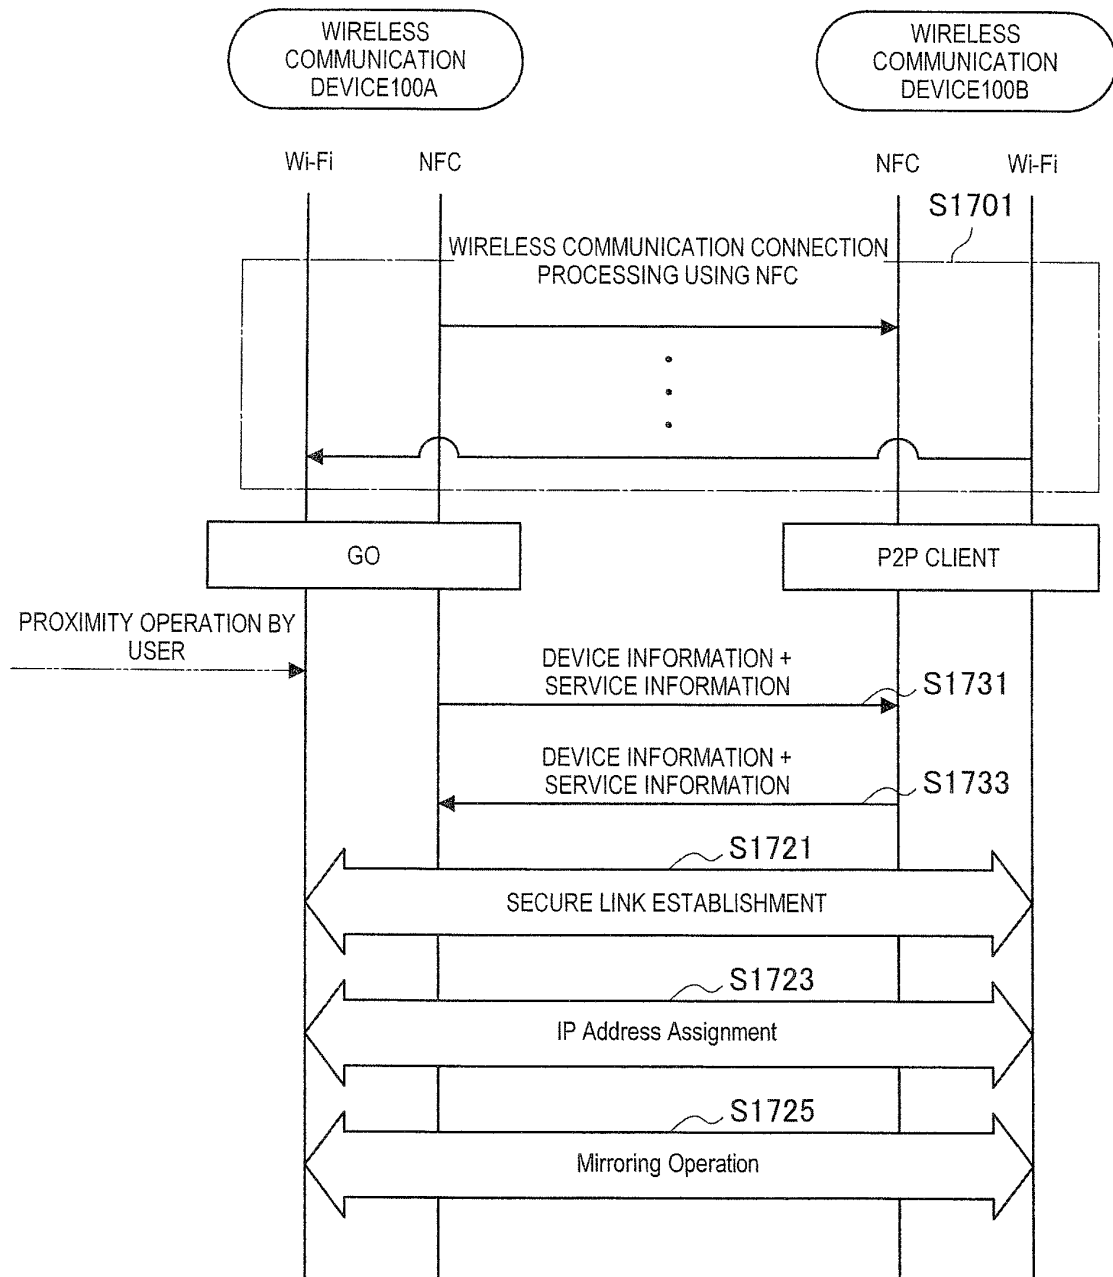 WIRELESS
COMMUNICATION
DEVICE100A
WIRELESS
COMMUNICATION
DEVICE100B
Wi-Fi
NFC
NFC
Wi-Fi
S1701
WIRELESS COMMUNICATION CONNECTION
PROCESSING USING NFC
GO
P2P CLIENT
PROXIMITY OPERATION BY
USER
DEVICE INFORMATION +
SERVICE INFORMATION
S1731
DEVICE INFORMATION +
SERVICE INFORMATION
S1733
S1721
SECURE LINK ESTABLISHMENT
S1723
IP Address Assignment
S1725
Mirroring Operation